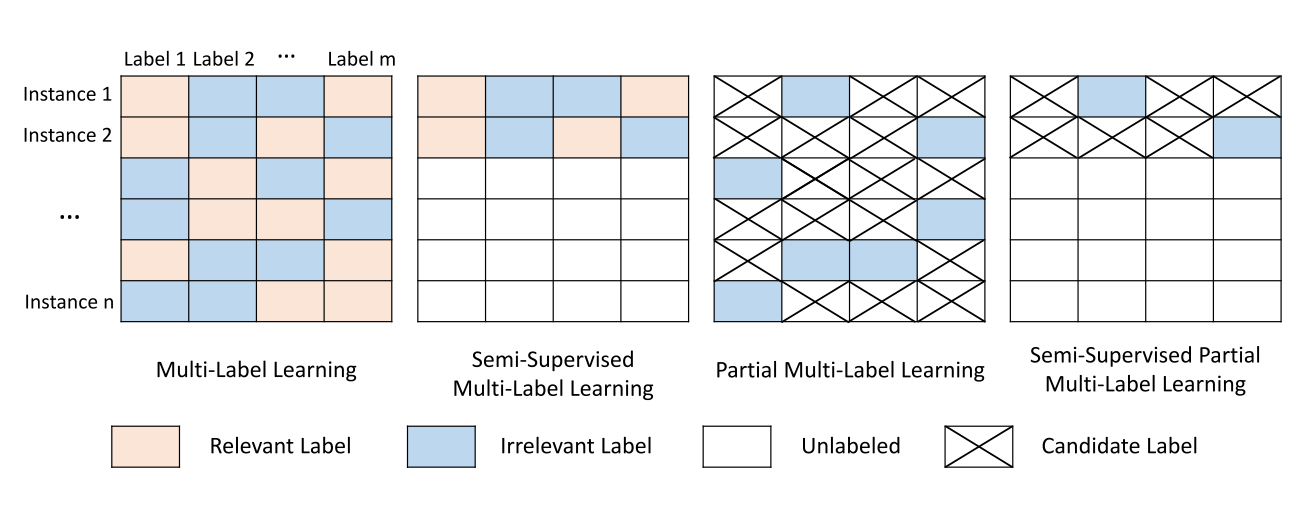 Label 1 Label 2 ... Label m
Instance 1
Instance 2
...
Instance n
Multi-Label Learning
Semi-Supervised
Multi-Label Learning
Partial Multi-Label Learning
Semi-Supervised Partial
Multi-Label Learning
Relevant Label
Irrelevant Label
Unlabeled
Candidate Label